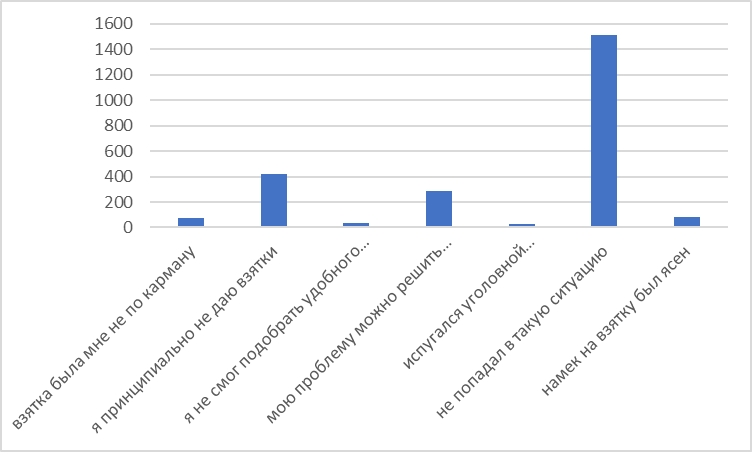 1600
1400
1200
1000
800
600
400
200
0
взятка была мне не по карману
я принципиально не даю взятки
я не смог подобрать удобного…
мою проблему можно решить…
испугался уголовной…
не попадал в такую ситуацию
намек на взятку был ясен